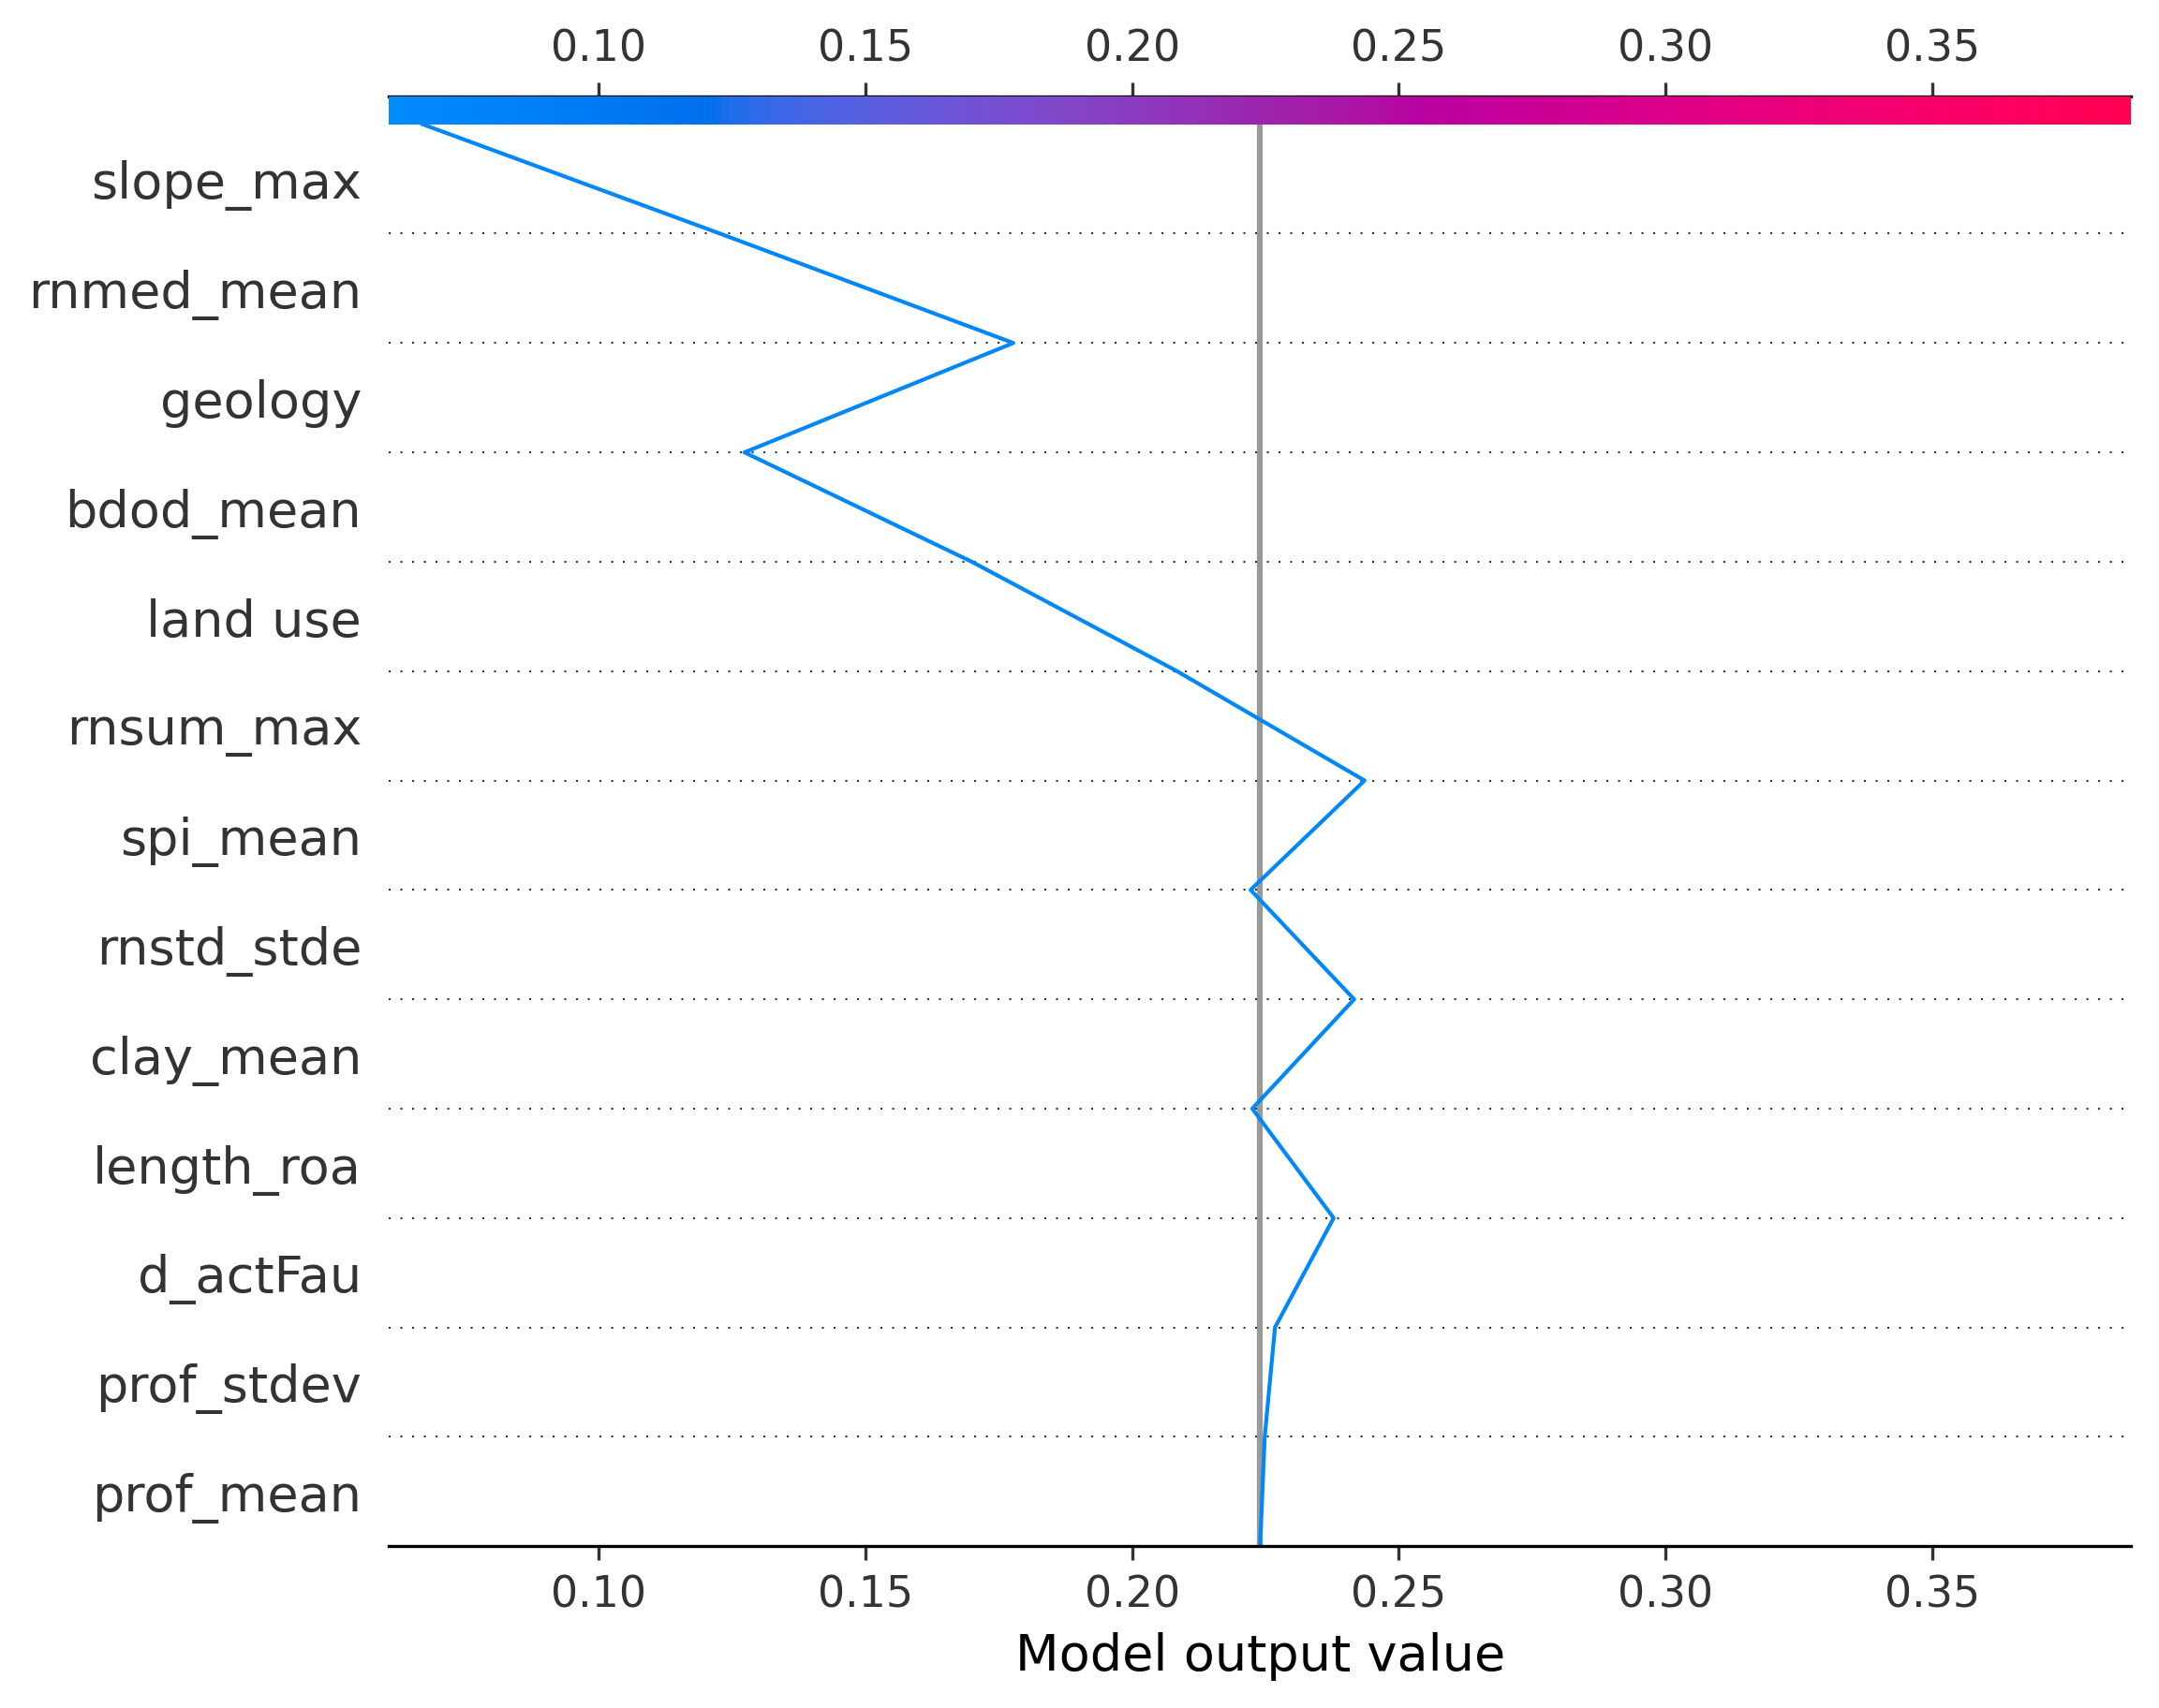 0.10 0.15 0.20 0.25 0.30 0.35
slope_max
rnmed_mean
geology
bdod_mean
land use
rnsum_max
spi_mean
rnstd_stde
clay_mean
length_roa
d_actFau
prof_stdev
prof_mean
0.10 0.15 0.20 0.25 0.30 0.35
Model output value